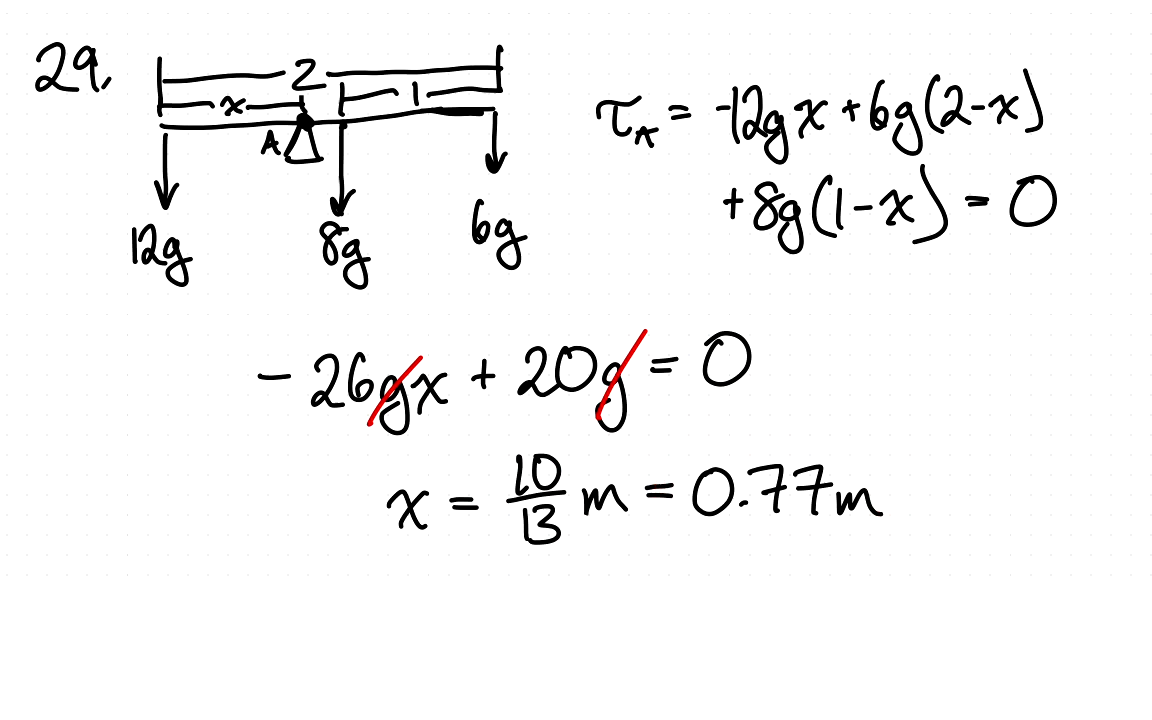 29.
2
x 1
A
12g 8g 6g
τ_A = -12gx + 6g(2-x)
+ 8g(1-x) = 0
- 26gx + 20g = 0
x = 10/13 m = 0.77m